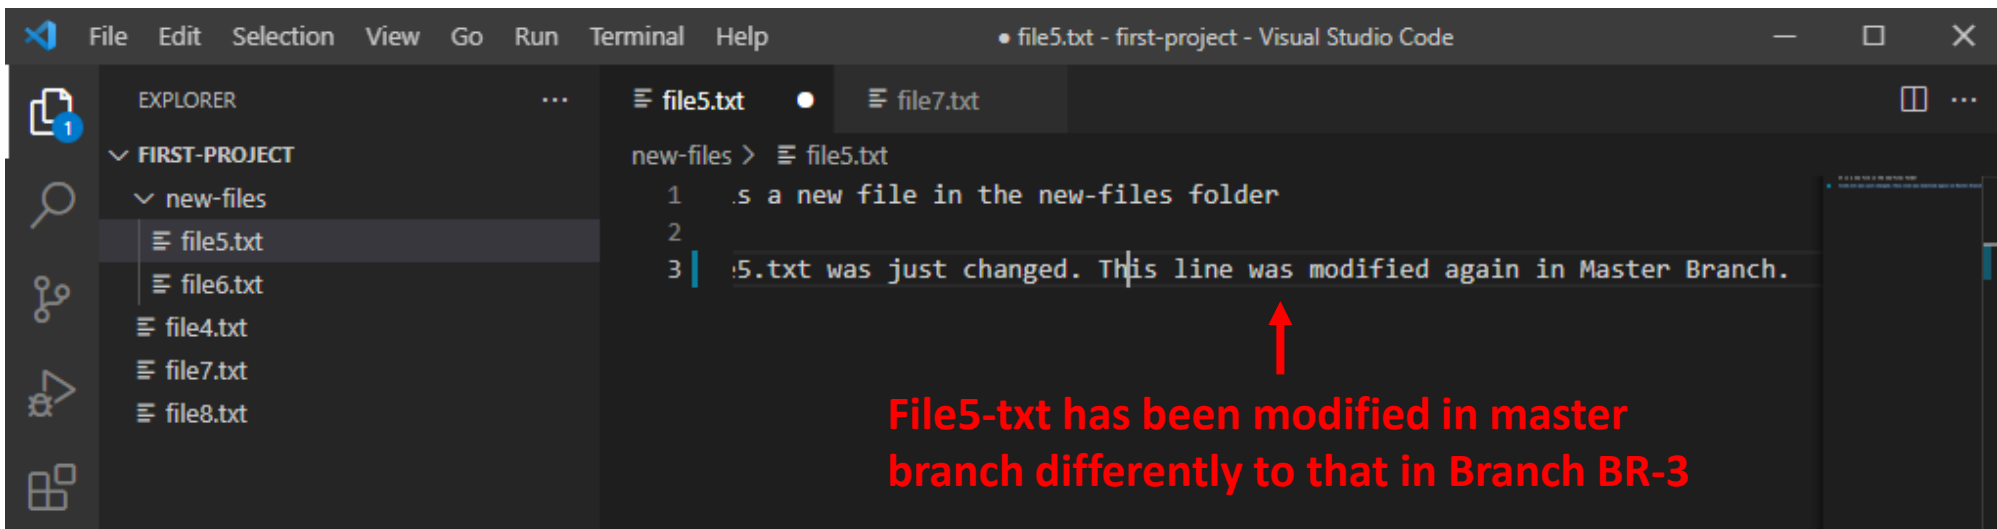 File Edit Selection View Go Run Terminal Help ● file5.txt - first-project - Visual Studio Code
EXPLORER ···
1
FIRST-PROJECT
new-files
file5.txt
file6.txt
file4.txt
file7.txt
file8.txt
file5.txt ● file7.txt ···
new-files > file5.txt
1 s a new file in the new-files folder
2
3 5.txt was just changed. This line was modified again in Master Branch.
File5-txt has been modified in master
branch differently to that in Branch BR-3